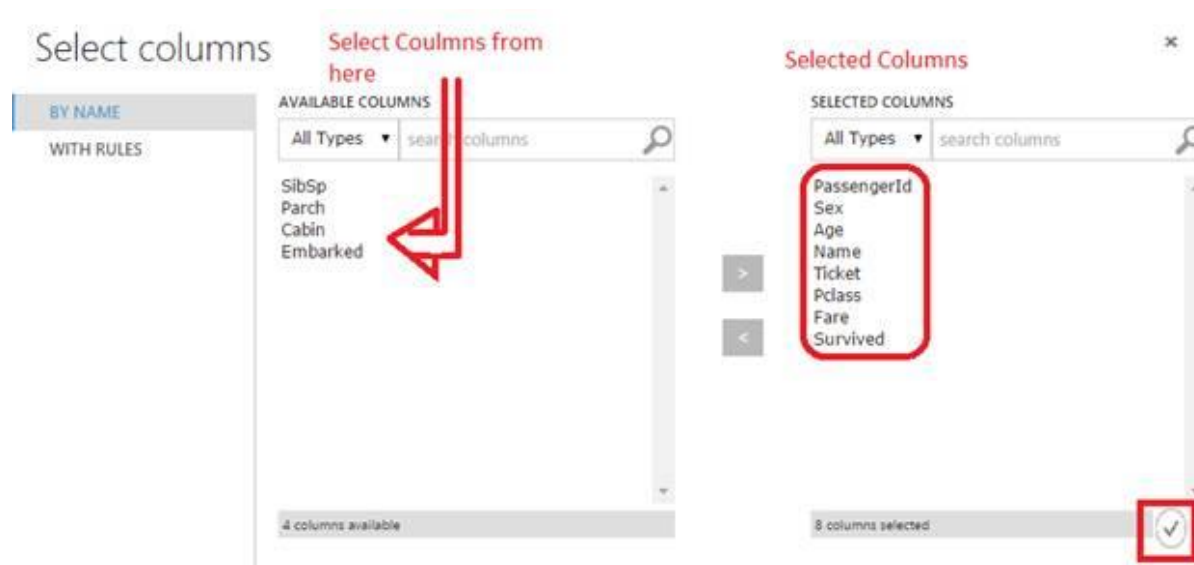 Select columns
Select Coulmns from
here
Selected Columns
×
BY NAME
WITH RULES
AVAILABLE COLUMNS
All Types ▼ search columns
SibSp
Parch
Cabin
Embarked
4 columns available
>
<
SELECTED COLUMNS
All Types ▼ search columns
PassengerId
Sex
Age
Name
Ticket
Pclass
Fare
Survived
8 columns selected